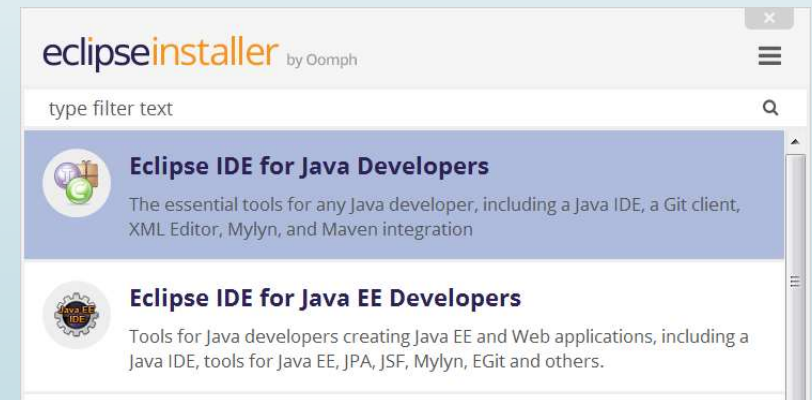 eclipseinstaller by Oomph
type filter text
Eclipse IDE for Java Developers
The essential tools for any Java developer, including a Java IDE, a Git client,
XML Editor, Mylyn, and Maven integration
Java EE
IDE
Eclipse IDE for Java EE Developers
Tools for Java developers creating Java EE and Web applications, including a
Java IDE, tools for Java EE, JPA, JSF, Mylyn, EGit and others.